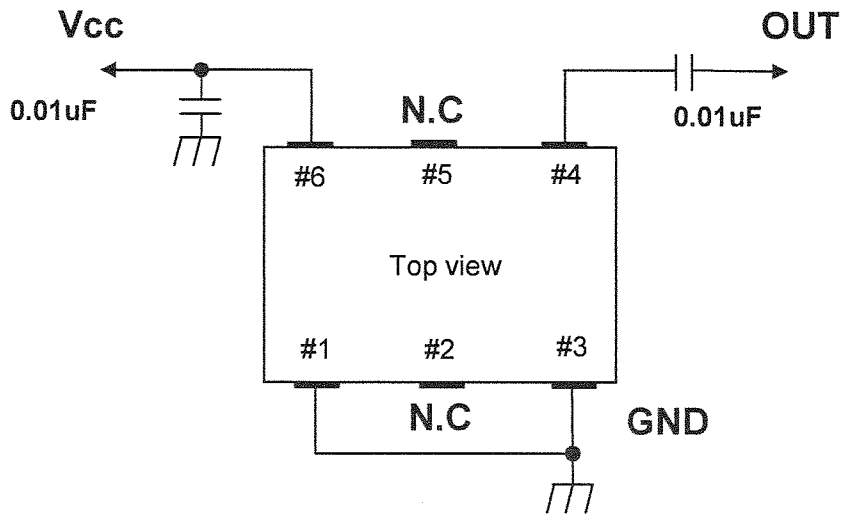 Vcc
OUT
0.01uF
N.C
0.01uF
#6
#5
#4
Top view
#1
#2
#3
N.C
GND